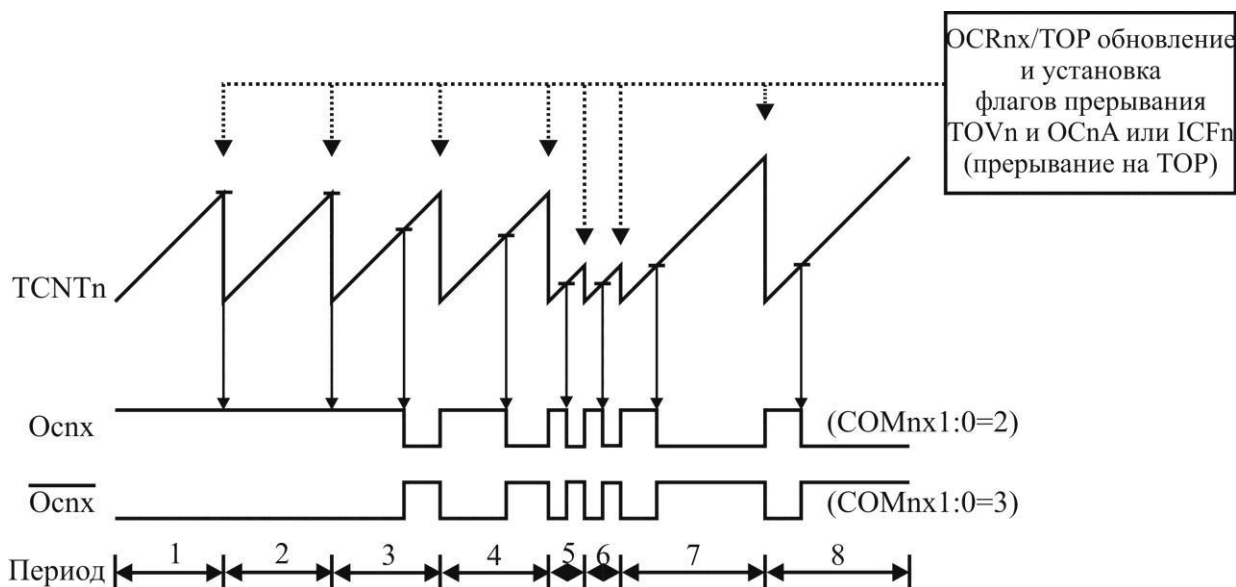 OCRnx/TOP обновление
и установка
флагов прерывания
TOVn и OCnA или ICFn
(прерывание на TOP)
TCNTn
Ocnx
(COMnx1:0=2)
Ocnx
(COMnx1:0=3)
Период 1 2 3 4 5 6 7 8